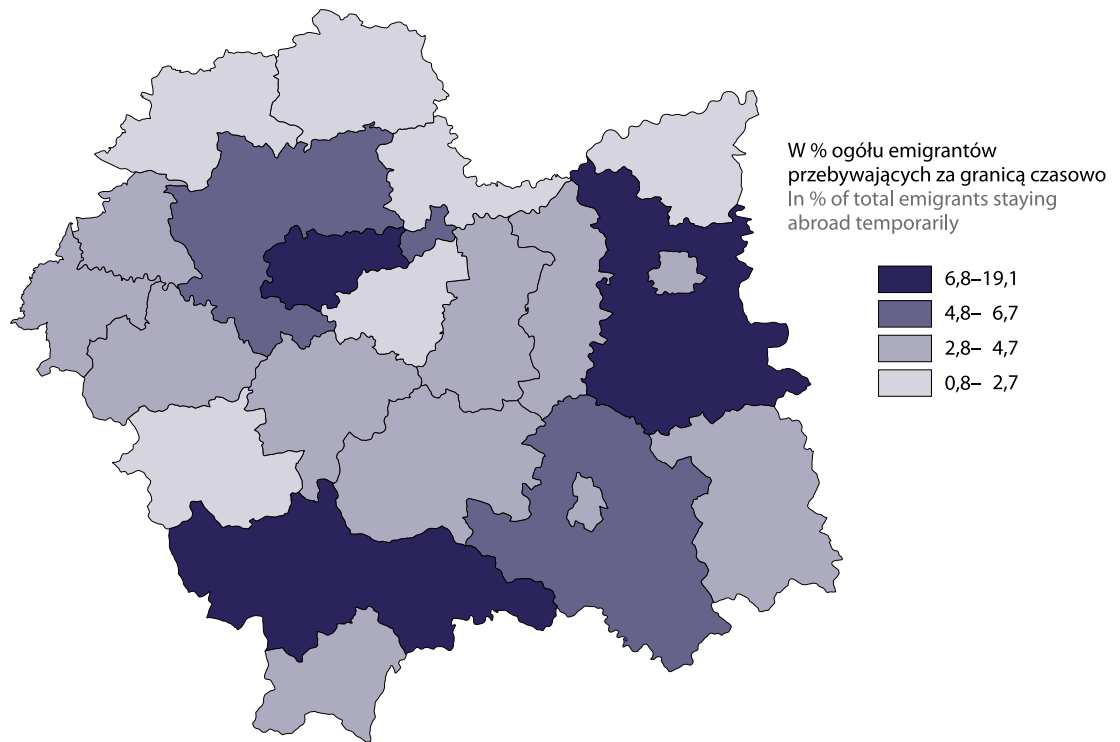 W % ogółu emigrantów
przebywających za granicą czasowo
In % of total emigrants staying
abroad temporarily
6,8–19,1
4,8– 6,7
2,8– 4,7
0,8– 2,7